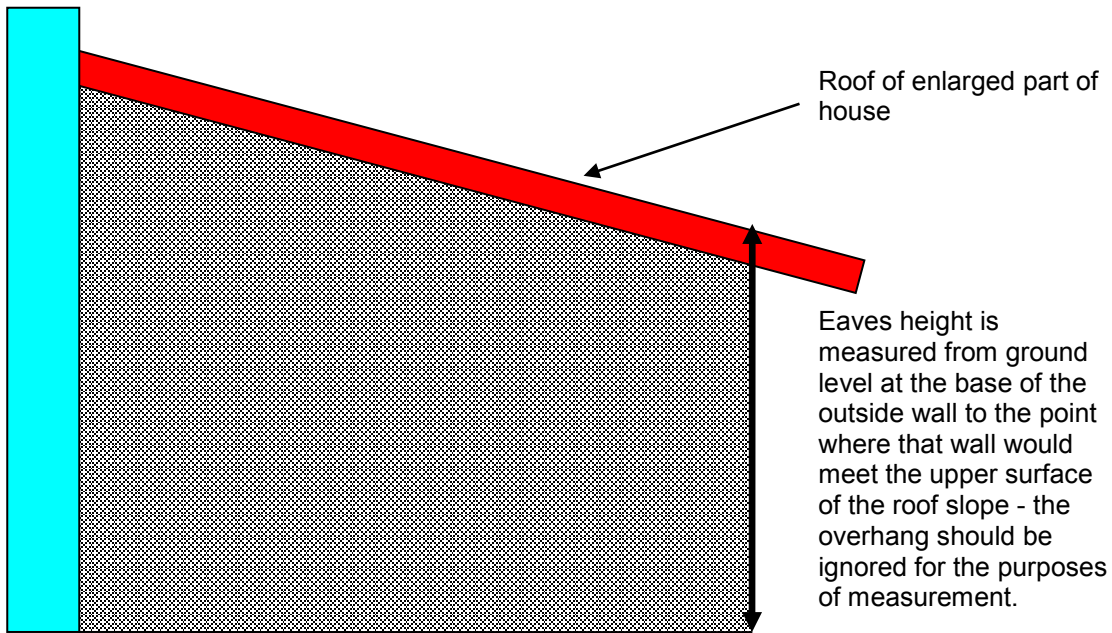 Roof of enlarged part of
house
Eaves height is
measured from ground
level at the base of the
outside wall to the point
where that wall would
meet the upper surface
of the roof slope - the
overhang should be
ignored for the purposes
of measurement.